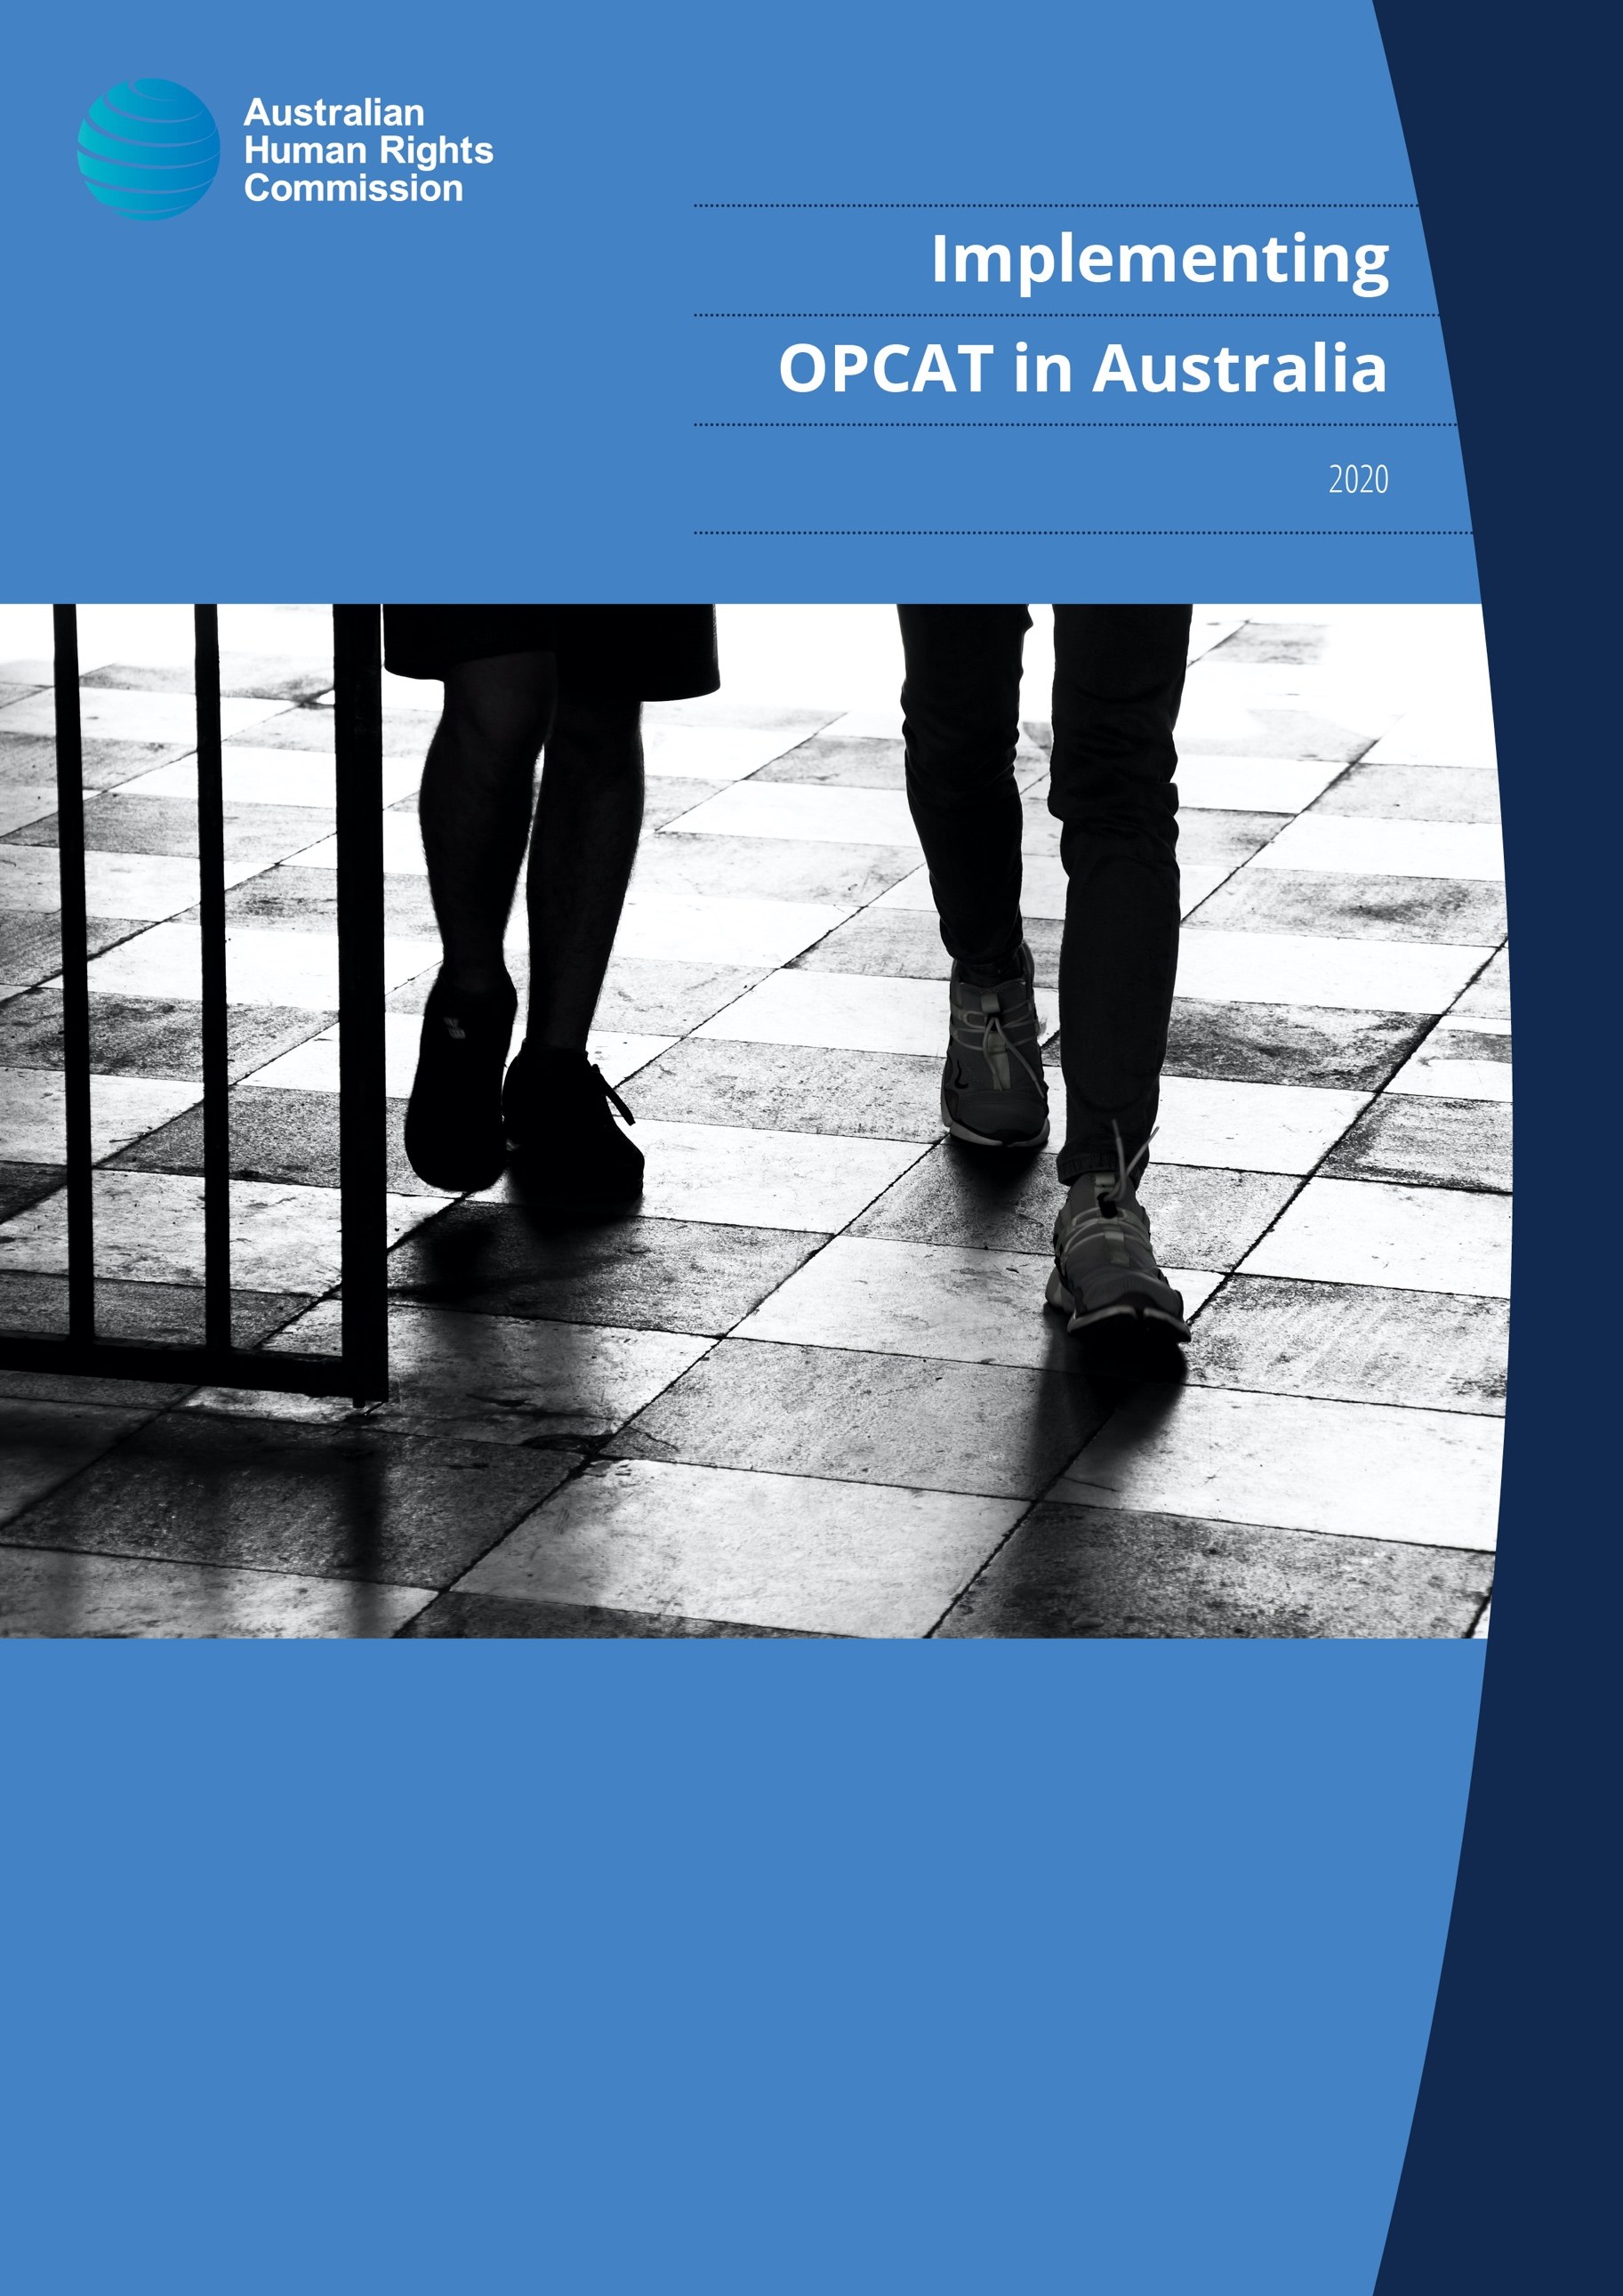 Australian
Human Rights
Commission
Implementing
OPCAT in Australia
2020